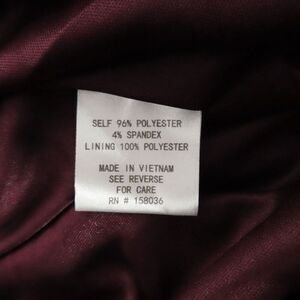 SELF 96% POLYESTER
4% SPANDEX
LINING 100% POLYESTER
MADE IN VIETNAM
SEE REVERSE
FOR CARE
RN # 158036